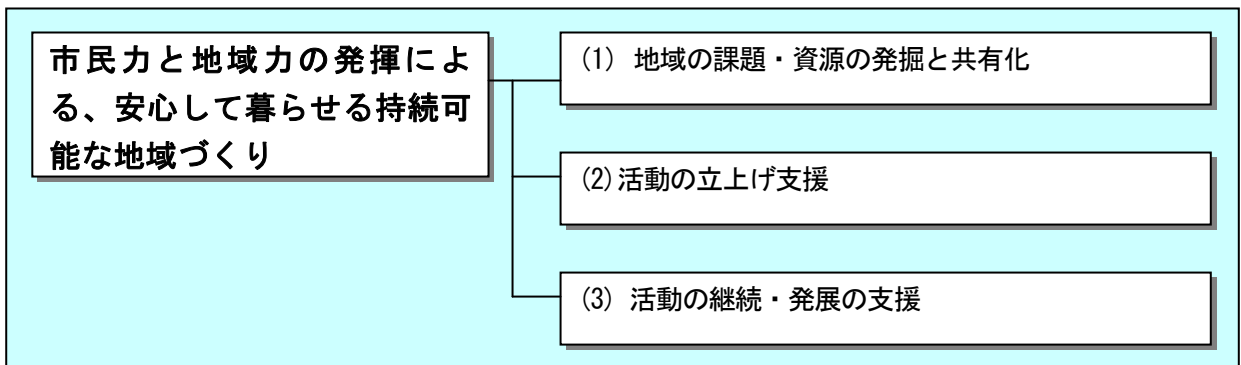 市民力と地域力の発揮によ
る、安心して暮らせる持続可
能な地域づくり
(1) 地域の課題・資源の発掘と共有化
(2)活動の立上げ支援
(3) 活動の継続・発展の支援